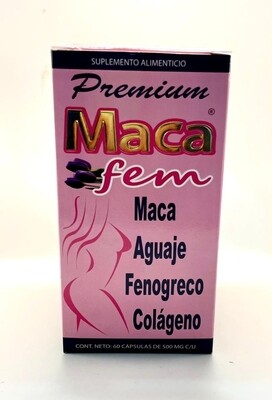 SUPLEMENTO ALIMENTICIO
Premium
Maca®
fem
Maca
Aguaje
Fenogreco
Colágeno
CONT. NETO: 60 CAPSULAS DE 500 MG.C/U